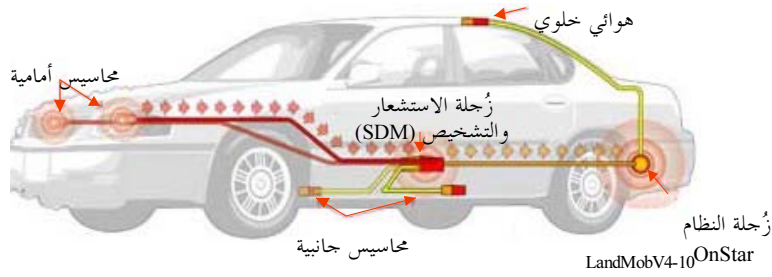 هوائي خلوي
محاسيس أمامية
زُجلة الاستشعار
والتشخيص (SDM)
محاسيس جانبية
زُجلة النظام
OnStar
LandMobV4-10